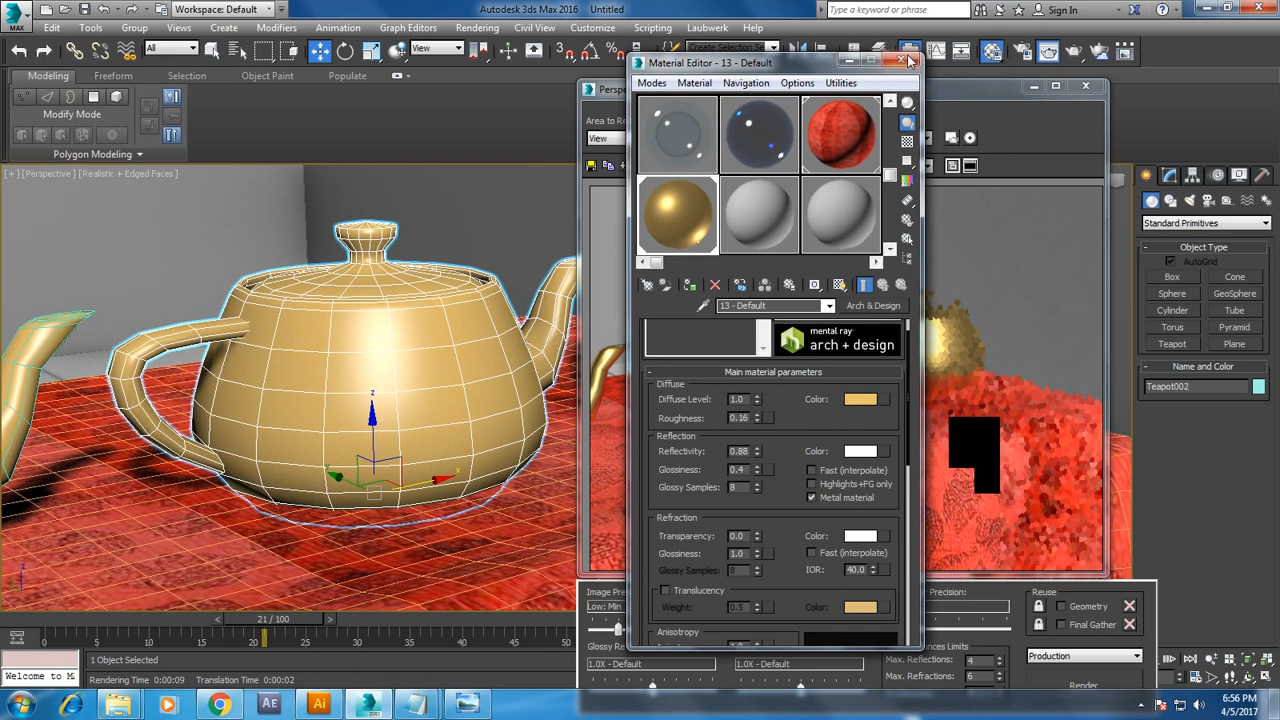 Workspace: Default
Autodesk 3ds Max 2016
Untitled
Type a keyword or phrase
Sign In
MAX
Edit
Tools
Group
Views
Create
Modifiers
Animation
Graph Editors
Rendering
Civil View
Customize
Scripting
Laubwerk
Help
All
View
Create Selection Se
Modeling
Freeform
Selection
Object Paint
Populate
Modify Mode
Polygon Modeling
[ + ] [ Perspective ] [ Realistic + Edged Faces ]
Material Editor - 13 - Default
Modes
Material
Navigation
Options
Utilities
Area to Re
View
13 - Default
Arch & Design
mental ray
arch + design
Main material parameters
Diffuse
Diffuse Level:
1.0
Color:
Roughness:
0.16
Reflection
Reflectivity:
0.88
Color:
Glossiness:
0.4
Fast (interpolate)
Glossy Samples:
8
Highlights+FG only
Metal material
Refraction
Transparency:
0.0
Color:
Glossiness:
1.0
Fast (interpolate)
Glossy Samples:
8
IOR:
40.0
Translucency
Weight:
0.5
Color:
Anisotropy
Standard Primitives
Object Type
AutoGrid
Box
Cone
Sphere
GeoSphere
Cylinder
Tube
Torus
Pyramid
Teapot
Plane
Name and Color
Teapot002
z
x
z
Image Pre
Low: Min
Glossy Re
1.0X - Default
1.0X - Default
Precision:
Max. Reflections:
4
Max. Refractions:
6
Reuse
Geometry
Final Gather
Production
Render
21 / 100
0
10
20
30
40
50
1 Object Selected
Welcome to M
Rendering Time 0:00:09
Translation Time 0:00:02
Ae
Ai
6:56 PM
4/5/2017